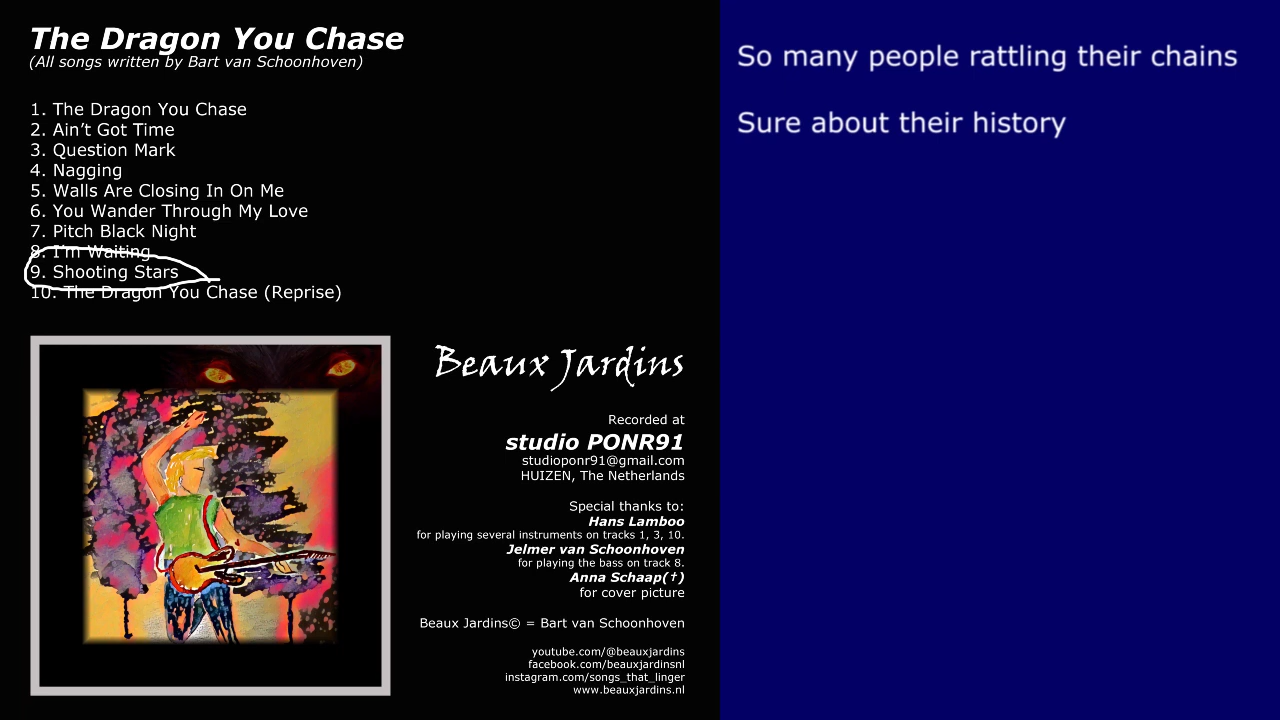 The Dragon You Chase
(All songs written by Bart van Schoonhoven)
1. The Dragon You Chase
2. Ain't Got Time
3. Question Mark
4. Nagging
5. Walls Are Closing In On Me
6. You Wander Through My Love
7. Pitch Black Night
8. I'm Waiting
9. Shooting Stars
10. The Dragon You Chase (Reprise)
Beaux Jardins
Recorded at
studio PONR91
studioponr91@gmail.com
HUIZEN, The Netherlands
Special thanks to:
Hans Lamboo
for playing several instruments on tracks 1, 3, 10.
Jelmer van Schoonhoven
for playing the bass on track 8.
Anna Schaap(†)
for cover picture
Beaux Jardins© = Bart van Schoonhoven
youtube.com/@beauxjardins
facebook.com/beauxjardinsnl
instagram.com/songs_that_linger
www.beauxjardins.nl
So many people rattling their chains
Sure about their history